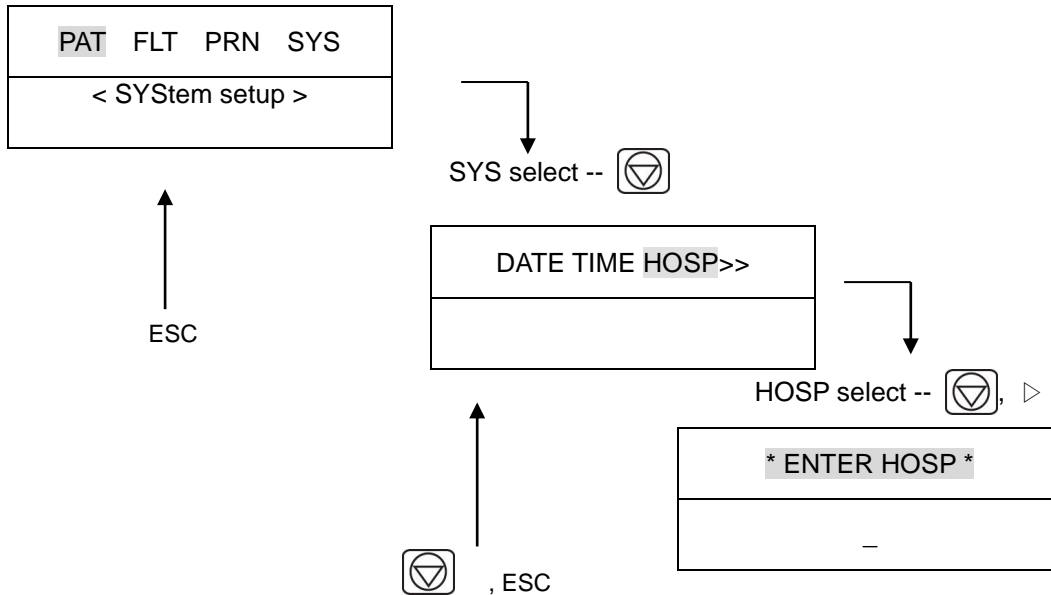 PAT FLT PRN SYS
< SYStem setup >
SYS select --
DATE TIME HOSP>>
ESC
HOSP select -- , ▷
* ENTER HOSP *
_
, ESC